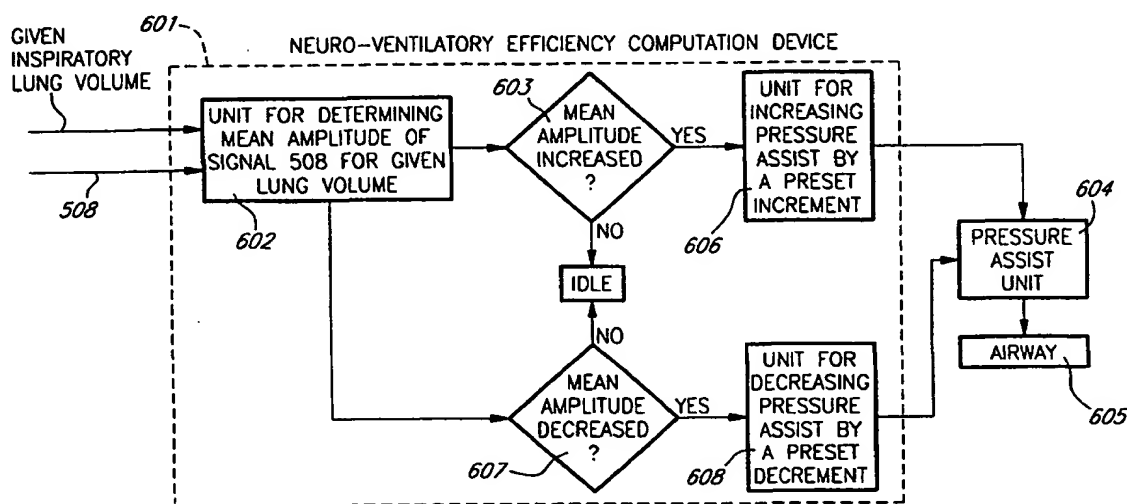 GIVEN
INSPIRATORY
LUNG VOLUME
601
NEURO-VENTILATORY EFFICIENCY COMPUTATION DEVICE
508
UNIT FOR DETERMINING
MEAN AMPLITUDE OF
SIGNAL 508 FOR GIVEN
LUNG VOLUME
602
603
MEAN
AMPLITUDE
INCREASED
?
YES
NO
UNIT FOR
INCREASING
PRESSURE
ASSIST BY
A PRESET
INCREMENT
606
IDLE
NO
MEAN
AMPLITUDE
DECREASED
?
607
YES
UNIT FOR
DECREASING
PRESSURE
ASSIST BY
A PRESET
DECREMENT
608
604
PRESSURE
ASSIST
UNIT
AIRWAY
605